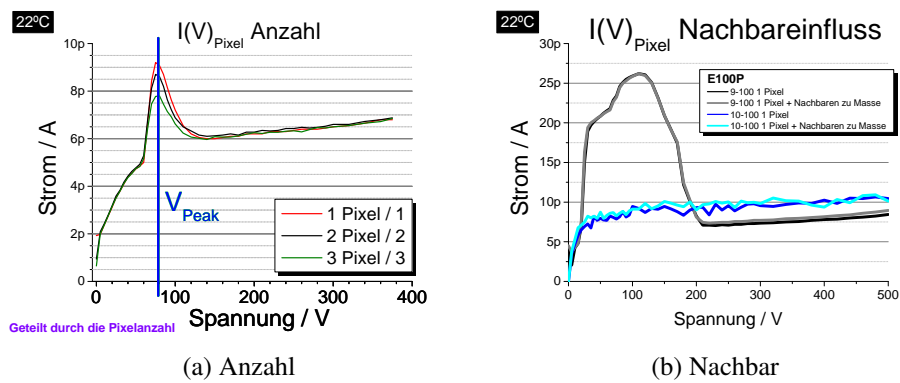 22ºC
I(V)Pixel Anzahl
10p
8p
6p
4p
2p
0
Strom / A
VPeak
1 Pixel / 1
2 Pixel / 2
3 Pixel / 3
0 100 200 300 400
Spannung / V
Geteilt durch die Pixelanzahl
(a) Anzahl
22ºC
I(V)Pixel Nachbareinfluss
30p
25p
20p
15p
10p
5p
0
Strom / A
E100P
9-100 1 Pixel
9-100 1 Pixel + Nachbaren zu Masse
10-100 1 Pixel
10-100 1 Pixel + Nachbaren zu Masse
0 100 200 300 400 500
Spannung / V
(b) Nachbar